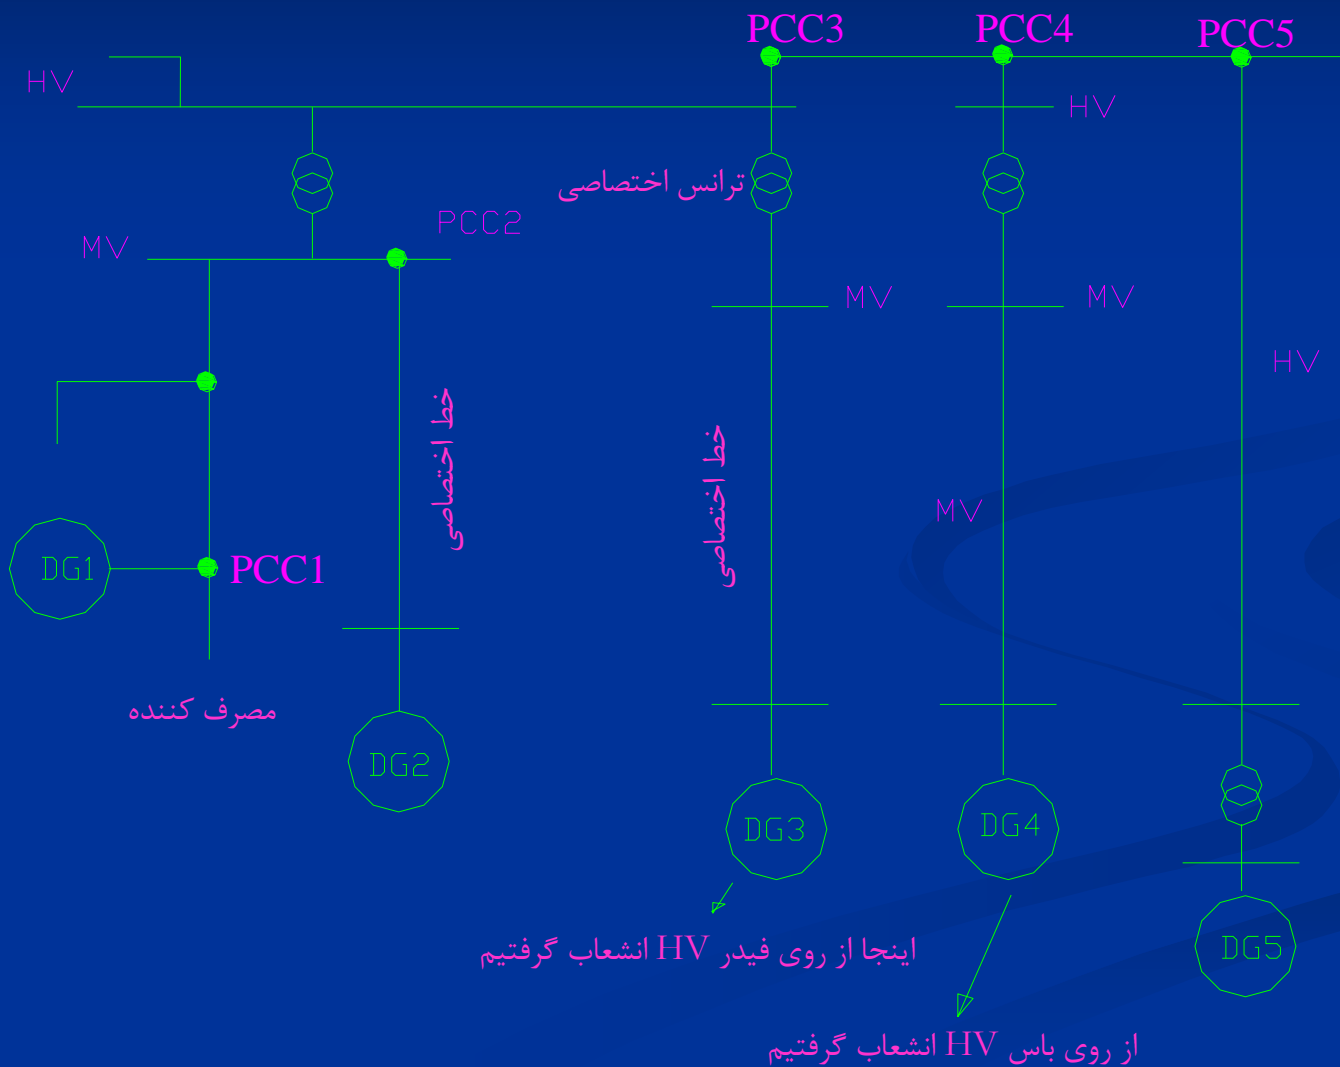 PCC3
PCC4
PCC5
HV
HV
ترانس اختصاصی
PCC2
MV
MV
MV
HV
خط اختصاصی
خط اختصاصی
MV
DG1
PCC1
مصرف کننده
DG2
DG3
DG4
DG5
اینجا از روی فیدر HV انشعاب گرفتیم
از روی باس HV انشعاب گرفتیم